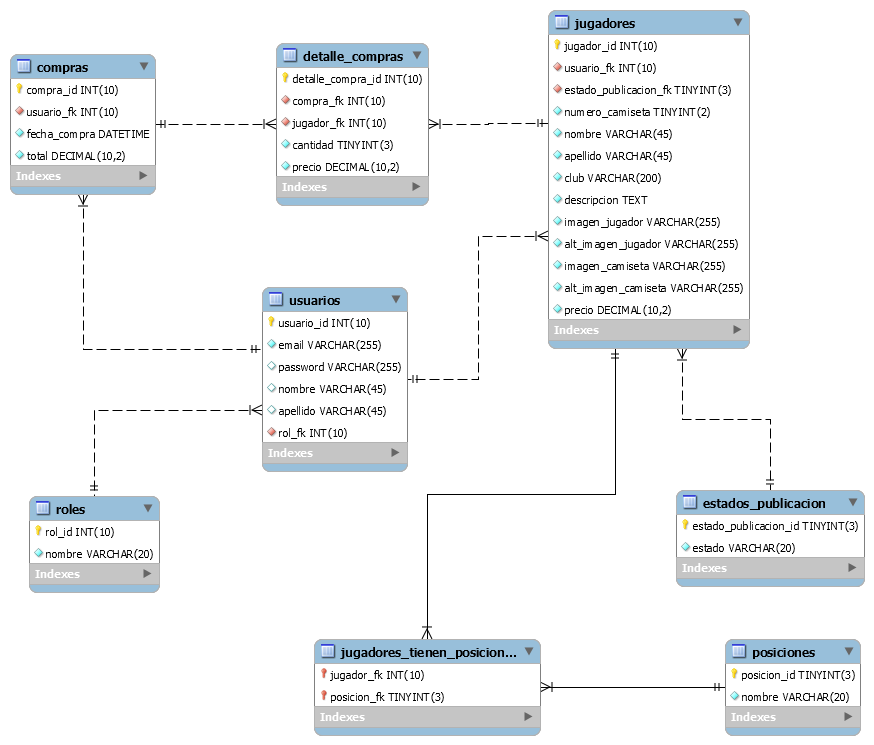 compras
compra_id INT(10)
usuario_fk INT(10)
fecha_compra DATETIME
total DECIMAL(10,2)
Indexes
detalle_compras
detalle_compra_id INT(10)
compra_fk INT(10)
jugador_fk INT(10)
cantidad TINYINT(3)
precio DECIMAL(10,2)
Indexes
jugadores
jugador_id INT(10)
usuario_fk INT(10)
estado_publicacion_fk TINYINT(3)
numero_camiseta TINYINT(2)
nombre VARCHAR(45)
apellido VARCHAR(45)
club VARCHAR(200)
descripcion TEXT
imagen_jugador VARCHAR(255)
alt_imagen_jugador VARCHAR(255)
imagen_camiseta VARCHAR(255)
alt_imagen_camiseta VARCHAR(255)
precio DECIMAL(10,2)
Indexes
usuarios
usuario_id INT(10)
email VARCHAR(255)
password VARCHAR(255)
nombre VARCHAR(45)
apellido VARCHAR(45)
rol_fk INT(10)
Indexes
roles
rol_id INT(10)
nombre VARCHAR(20)
Indexes
estados_publicacion
estado_publicacion_id TINYINT(3)
estado VARCHAR(20)
Indexes
jugadores_tienen_posicion...
jugador_fk INT(10)
posicion_fk TINYINT(3)
Indexes
posiciones
posicion_id TINYINT(3)
nombre VARCHAR(20)
Indexes